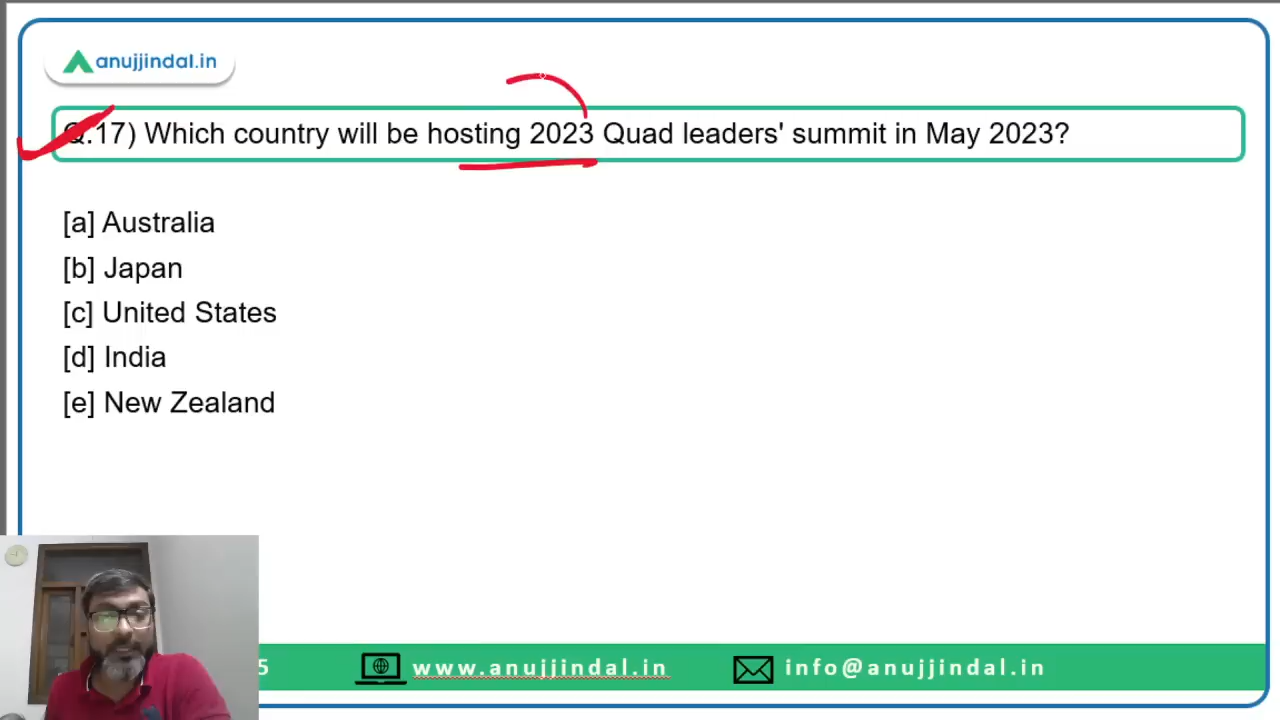 anujjindal.in
Q.17) Which country will be hosting 2023 Quad leaders' summit in May 2023?
[a] Australia
[b] Japan
[c] United States
[d] India
[e] New Zealand
5 www.anujjindal.in info@anujjindal.in